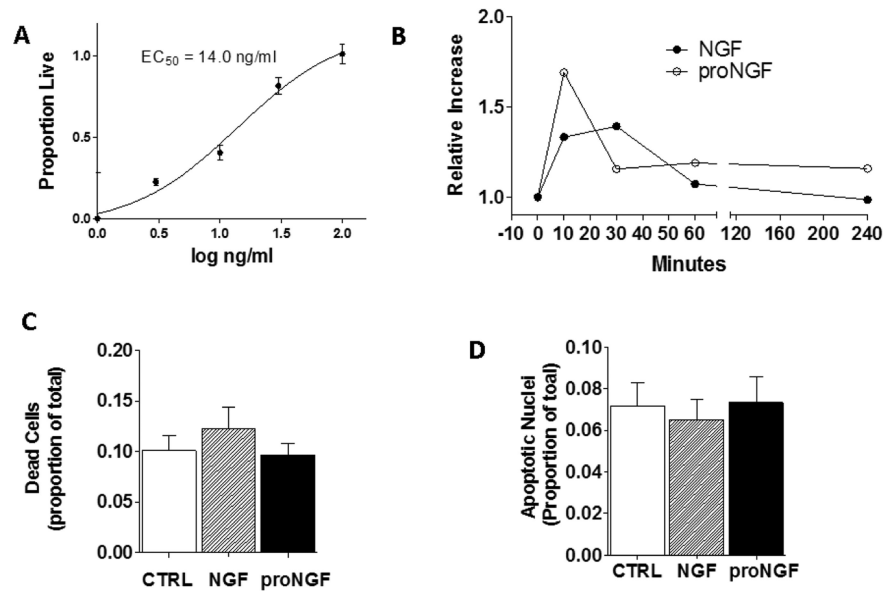 A
EC50 = 14.0 ng/ml
Proportion Live
1.0
0.5
0.0
0.0 0.5 1.0 1.5 2.0
log ng/ml
B
NGF
proNGF
Relative Increase
2.0
1.5
1.0
-10 0 10 20 30 40 50 60 120 160 200 240
Minutes
C
Dead Cells
(proportion of total)
0.20
0.15
0.10
0.05
0.00
CTRL NGF proNGF
D
Apoptotic Nuclei
(Proportion of toal)
0.10
0.08
0.06
0.04
0.02
0.00
CTRL NGF proNGF